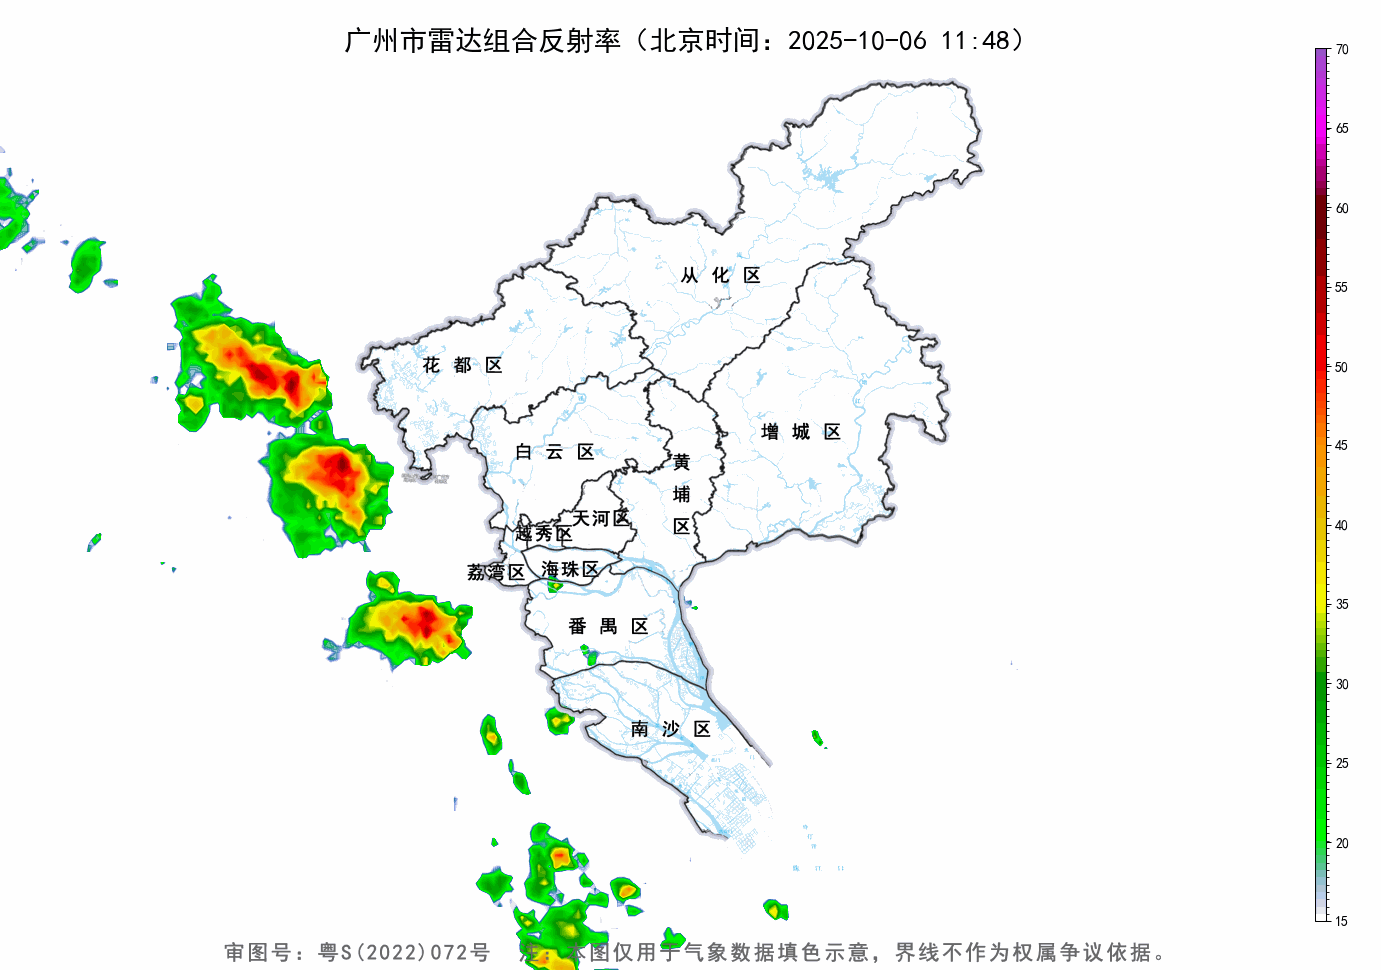 广州市雷达组合反射率（北京时间：2025-10-06 11:48）
70
65
60
55
50
45
40
35
30
25
20
15
从 化 区
花 都 区
增 城 区
白 云 区
黄
埔
区
天河区
越秀区
荔湾区
海珠区
番 禺 区
南 沙 区
审图号：粤S(2022)072号 注：本图仅用于气象数据填色示意，界线不作为权属争议依据。